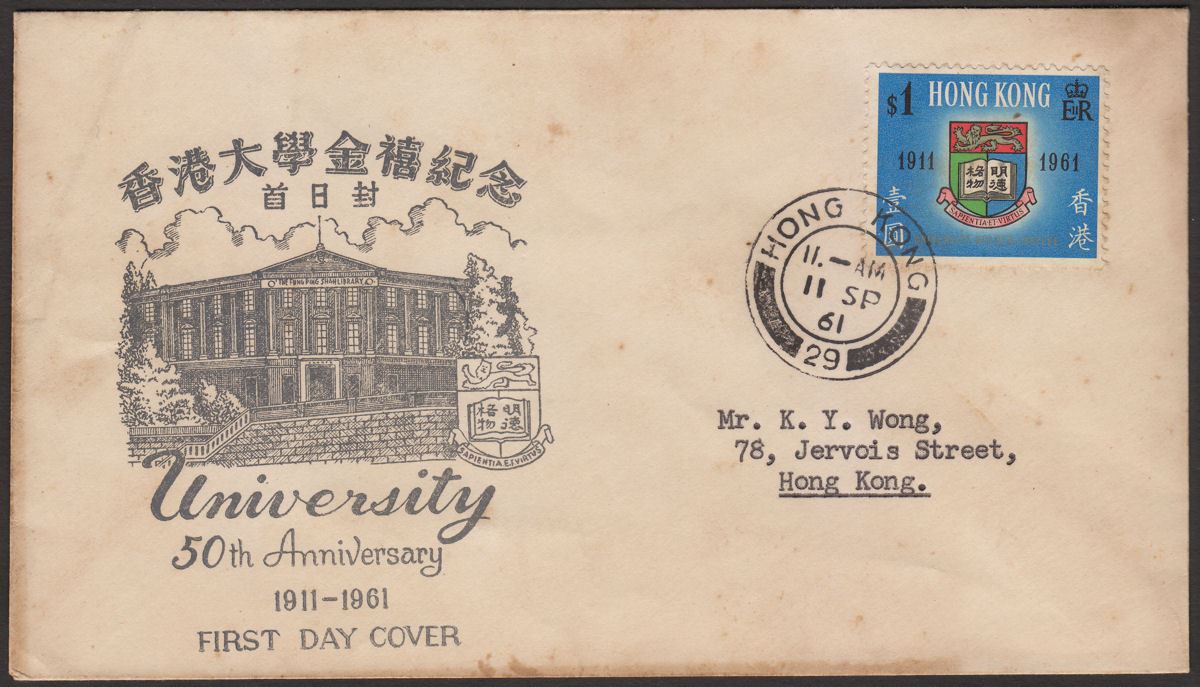 香港大學金禧紀念
首日封
THE FUNG PING SHAN LIBRARY
格物 明德
SAPIENTIA.ET.VIRTUS
University
50th Anniversary
1911-1961
FIRST DAY COVER
$1 HONG KONG EIIR
1911 1961
格物 明德
SAPIENTIA·ET·VIRTUS
壹圓 香港
HONG KONG
11.-AM
11 SP
61
29
Mr. K. Y. Wong,
78, Jervois Street,
Hong Kong.